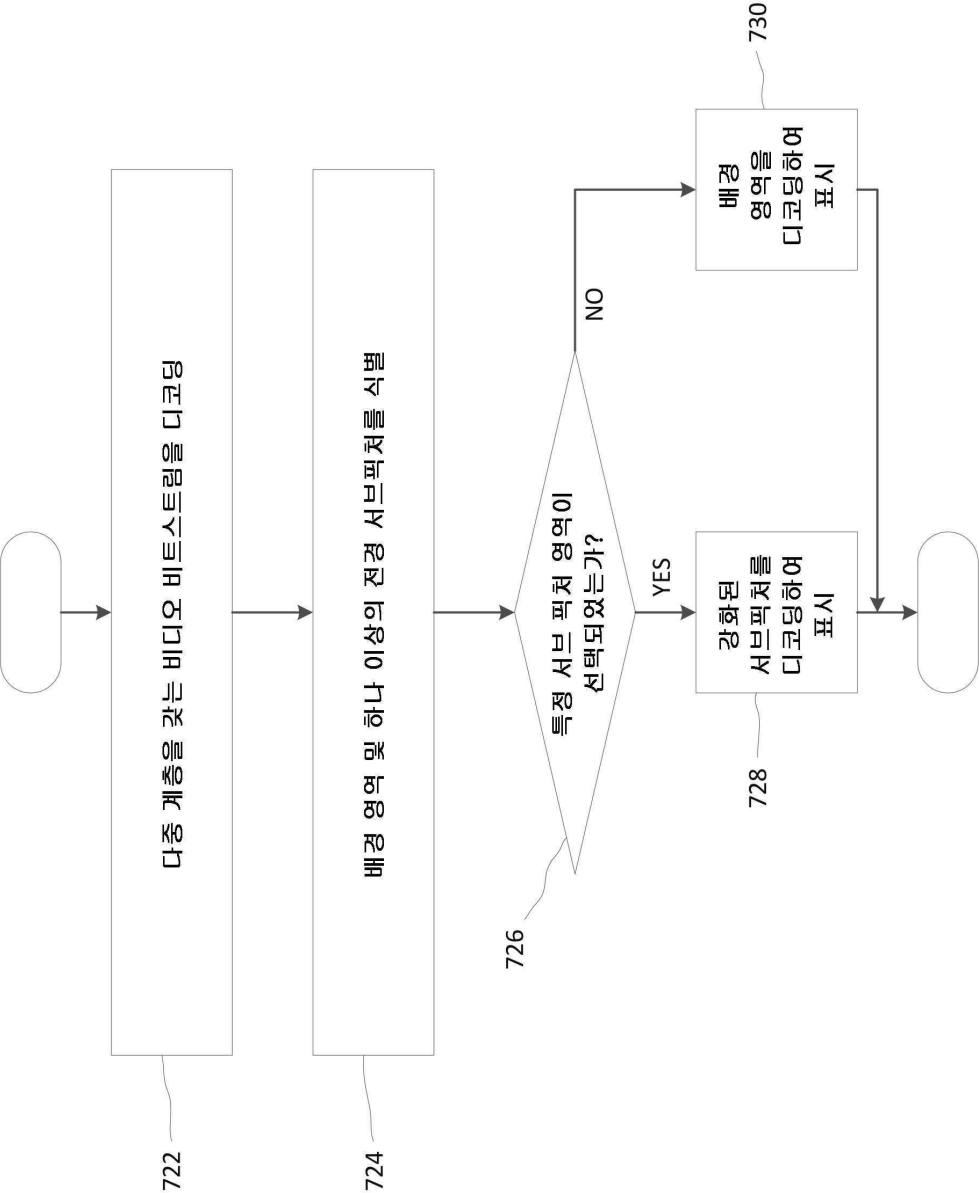 다중 계층을 갖는 비디오 비트스트림을 디코딩
722
배경 영역 및 하나 이상의 전경 서브픽처를 식별
724
특정 서브 픽처 영역이
선택되었는가?
726
YES
NO
강화된
서브픽처를
디코딩하여
표시
728
배경
영역을
디코딩하여
표시
730